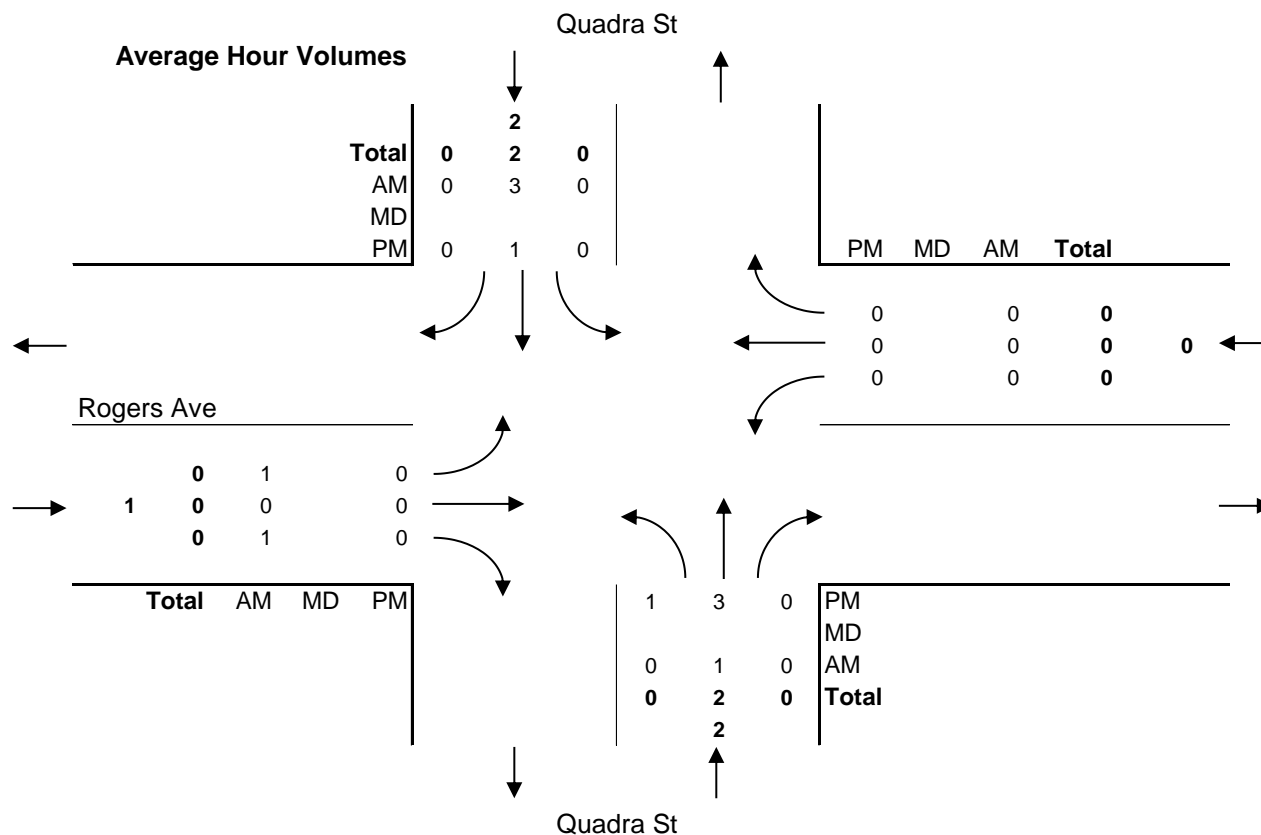 Quadra St
Average Hour Volumes
2
Total 0 2 0
AM 0 3 0
MD
PM 0 1 0
PM MD AM Total
0 0 0
0 0 0 0
0 0 0
Rogers Ave
0 1 0
1 0 0 0
0 1 0
Total AM MD PM
1 3 0 PM
MD
0 1 0 AM
0 2 0 Total
2
Quadra St